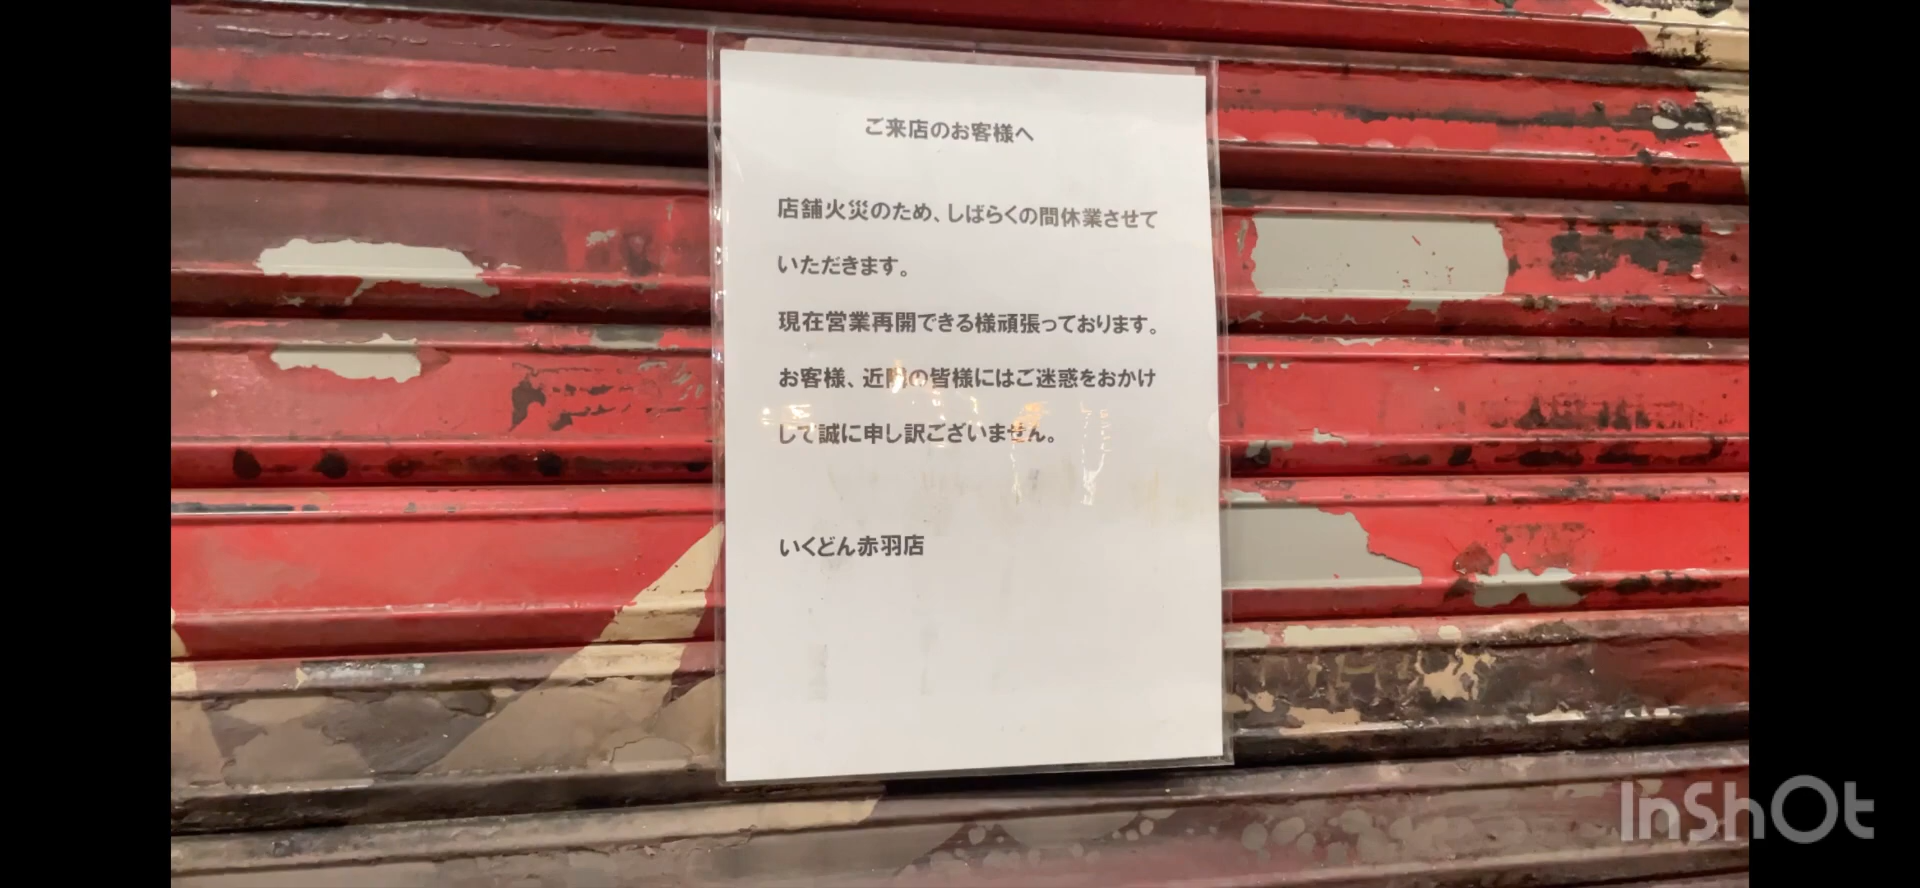 ご来店のお客様へ
店舗火災のため、しばらくの間休業させて
いただきます。
現在営業再開できる様頑張っております。
お客様、近隣の皆様にはご迷惑をおかけ
して誠に申し訳ございません。
いくどん赤羽店
InShOt